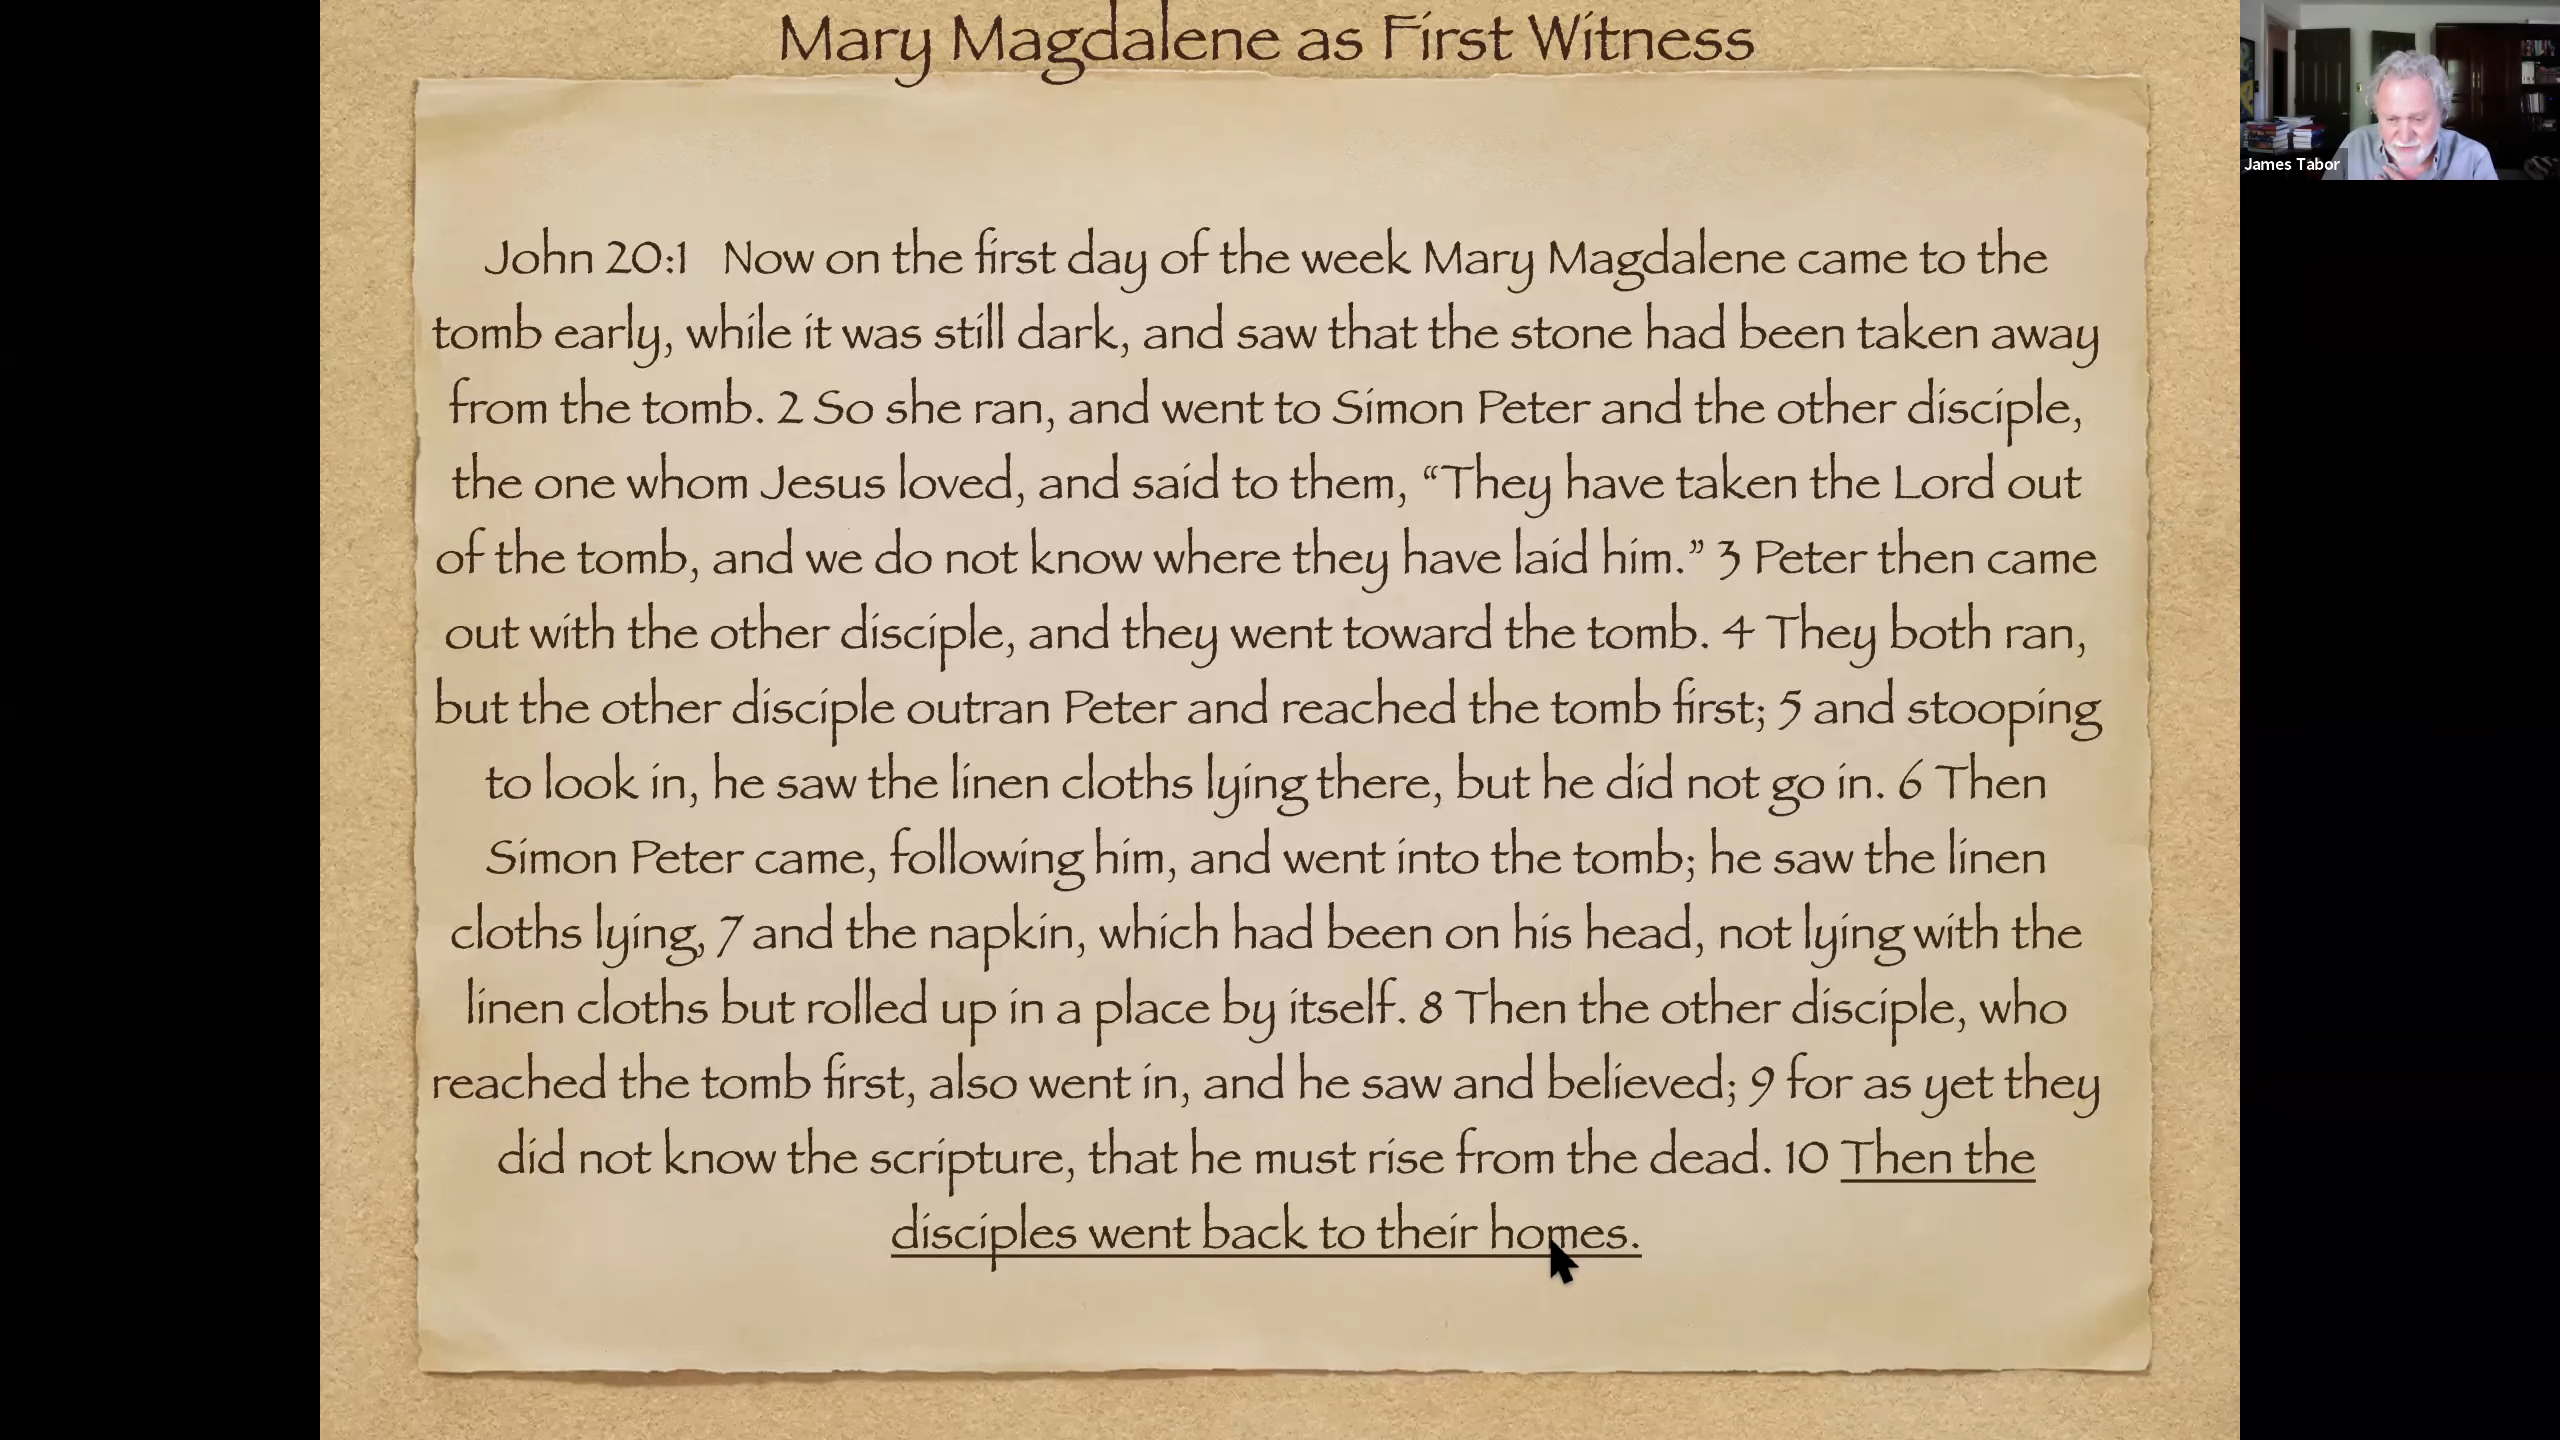 Mary Magdalene as First Witness
James Tabor
John 20:1 Now on the first day of the week Mary Magdalene came to the
tomb early, while it was still dark, and saw that the stone had been taken away
from the tomb. 2 So she ran, and went to Simon Peter and the other disciple,
the one whom Jesus loved, and said to them, “They have taken the Lord out
of the tomb, and we do not know where they have laid him.” 3 Peter then came
out with the other disciple, and they went toward the tomb. 4 They both ran,
but the other disciple outran Peter and reached the tomb first; 5 and stooping
to look in, he saw the linen cloths lying there, but he did not go in. 6 Then
Simon Peter came, following him, and went into the tomb; he saw the linen
cloths lying, 7 and the napkin, which had been on his head, not lying with the
linen cloths but rolled up in a place by itself. 8 Then the other disciple, who
reached the tomb first, also went in, and he saw and believed; 9 for as yet they
did not know the scripture, that he must rise from the dead. 10 Then the
disciples went back to their homes.